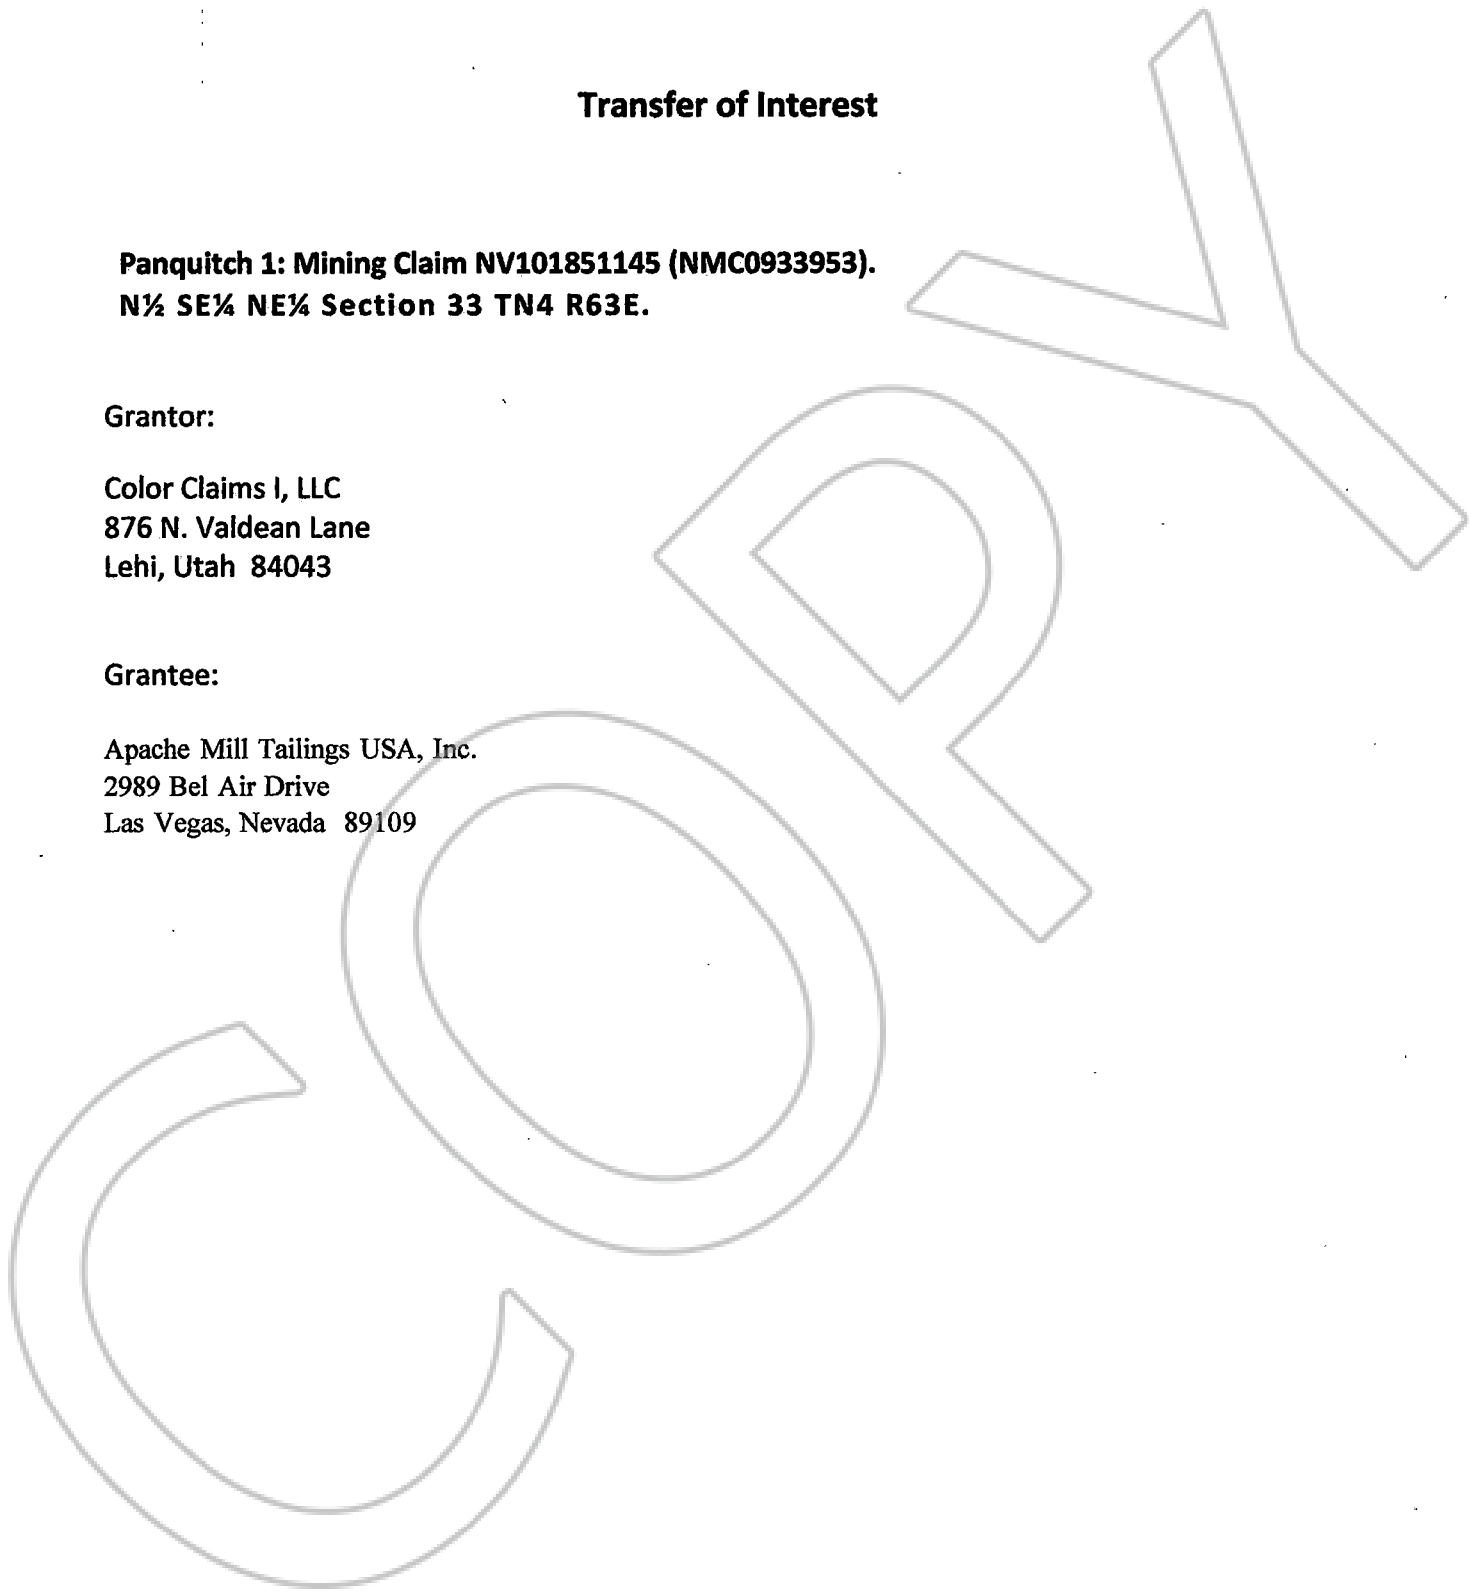 Transfer of Interest
Panquitch 1: Mining Claim NV101851145 (NMC0933953).
N½ SE¼ NE¼ Section 33 TN4 R63E.
Grantor:
Color Claims I, LLC
876 N. Valdean Lane
Lehi, Utah 84043
Grantee:
Apache Mill Tailings USA, Inc.
2989 Bel Air Drive
Las Vegas, Nevada 89109
COPY